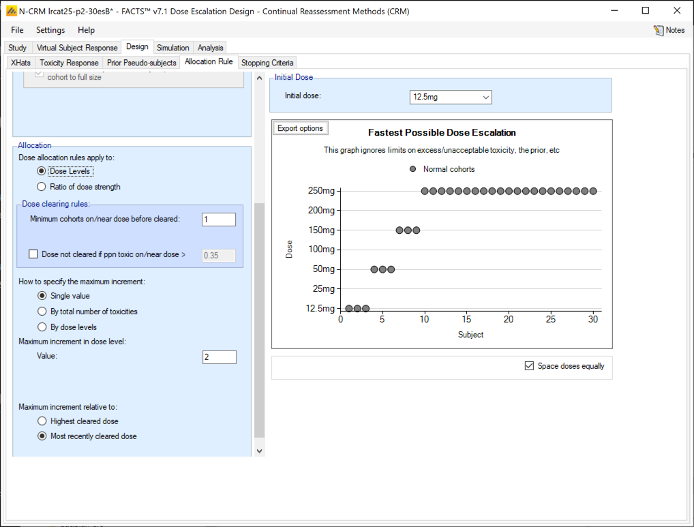 N-CRM lrcat25-p2-30esB* - FACTS™ v7.1 Dose Escalation Design - Continual Reassessment Methods (CRM)
File Settings Help Notes
Study Virtual Subject Response Design Simulation Analysis
XHats Toxicity Response Prior Pseudo-subjects Allocation Rule Stopping Criteria
cohort to full size
Allocation
Dose allocation rules apply to:
Dose Levels
Ratio of dose strength
Dose clearing rules:
Minimum cohorts on/near dose before cleared: 1
Dose not cleared if ppn toxic on/near dose > 0.35
How to specify the maximum increment:
Single value
By total number of toxicities
By dose levels
Maximum increment in dose level:
Value: 2
Maximum increment relative to:
Highest cleared dose
Most recently cleared dose
Initial Dose
Initial dose: 12.5mg
Export options
Fastest Possible Dose Escalation
This graph ignores limits on excess/unacceptable toxicity, the prior, etc
Normal cohorts
250mg
200mg
150mg
100mg
50mg
25mg
12.5mg
Dose
0 5 10 15 20 25 30
Subject
Space doses equally